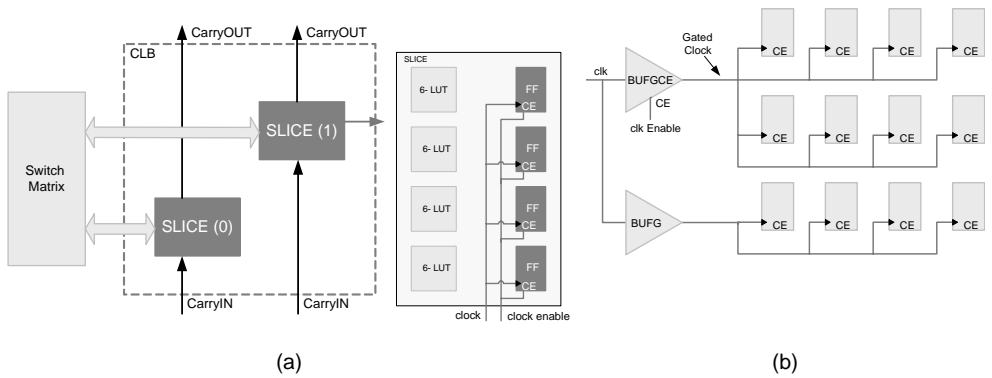 CarryOUT
CarryOUT
CLB
Switch
Matrix
SLICE (1)
SLICE (0)
CarryIN
CarryIN
SLICE
6- LUT
FF
CE
6- LUT
FF
CE
6- LUT
FF
CE
6- LUT
FF
CE
clock
clock enable
(a)
Gated
Clock
clk
BUFGCE
CE
clk Enable
CE
CE
CE
CE
CE
CE
CE
CE
BUFG
CE
CE
CE
CE
(b)